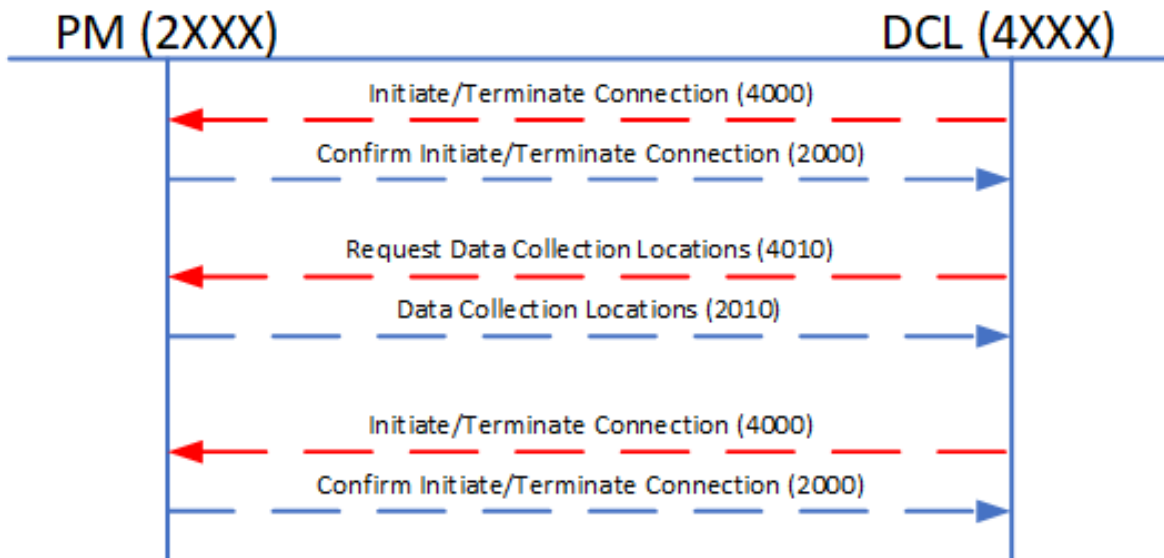 PM (2XXX)
DCL (4XXX)
Initiate/Terminate Connection (4000)
Confirm Initiate/Terminate Connection (2000)
Request Data Collection Locations (4010)
Data Collection Locations (2010)
Initiate/Terminate Connection (4000)
Confirm Initiate/Terminate Connection (2000)